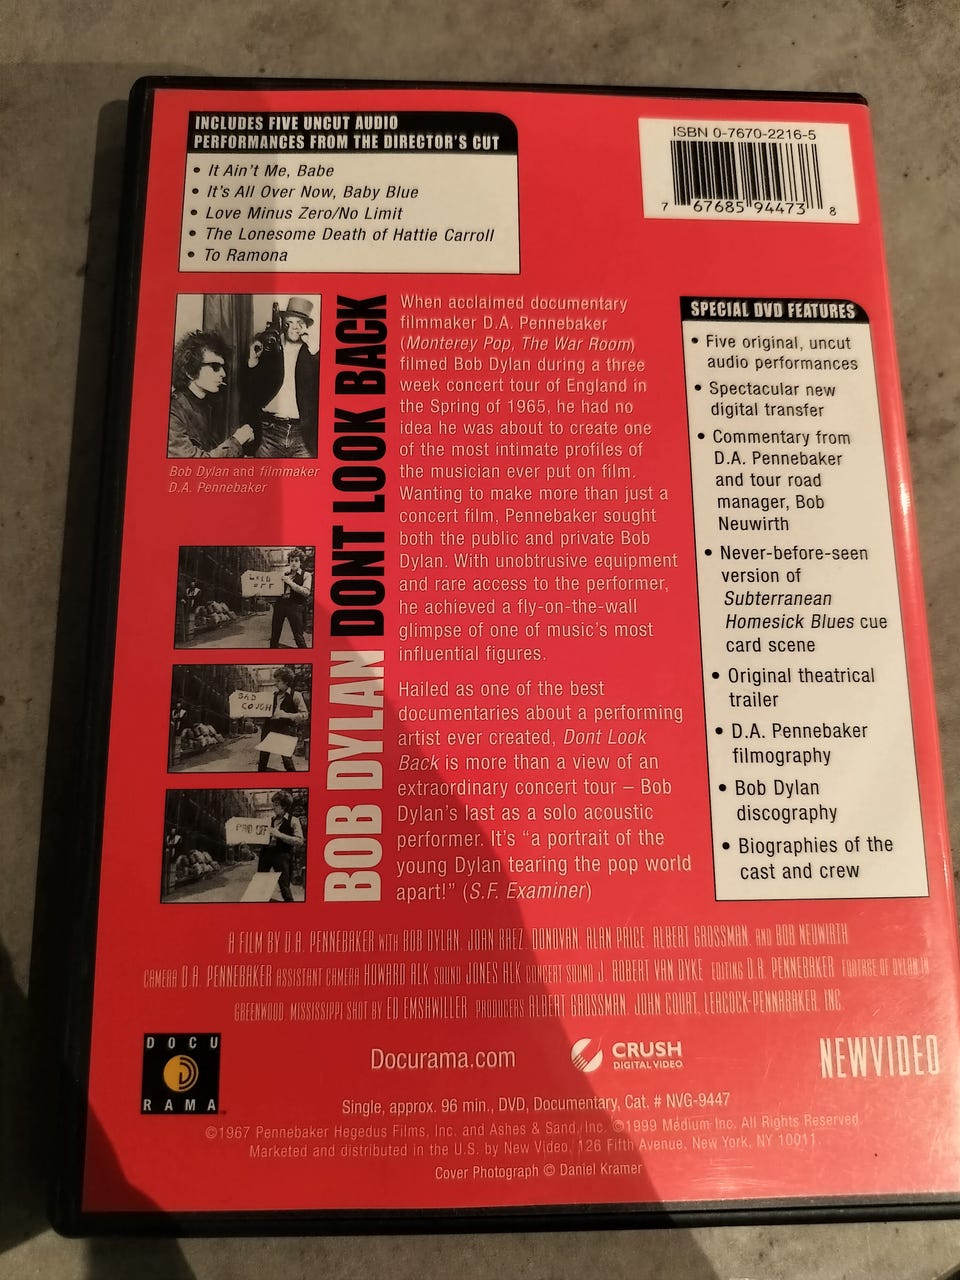 INCLUDES FIVE UNCUT AUDIO
PERFORMANCES FROM THE DIRECTOR'S CUT
• It Ain't Me, Babe
• It's All Over Now, Baby Blue
• Love Minus Zero/No Limit
• The Lonesome Death of Hattie Carroll
• To Ramona
ISBN 0-7670-2216-5
7 67685 94473 8
Bob Dylan and filmmaker
D.A. Pennebaker
LAID
OFF
BAD
COUGH
PAID OFF
BOB DYLAN DONT LOOK BACK
When acclaimed documentary
filmmaker D.A. Pennebaker
(Monterey Pop, The War Room)
filmed Bob Dylan during a three
week concert tour of England in
the Spring of 1965, he had no
idea he was about to create one
of the most intimate profiles of
the musician ever put on film.
Wanting to make more than just a
concert film, Pennebaker sought
both the public and private Bob
Dylan. With unobtrusive equipment
and rare access to the performer,
he achieved a fly-on-the-wall
glimpse of one of music's most
influential figures.
Hailed as one of the best
documentaries about a performing
artist ever created, Dont Look
Back is more than a view of an
extraordinary concert tour – Bob
Dylan's last as a solo acoustic
performer. It's “a portrait of the
young Dylan tearing the pop world
apart!” (S.F. Examiner)
SPECIAL DVD FEATURES
• Five original, uncut
audio performances
• Spectacular new
digital transfer
• Commentary from
D.A. Pennebaker
and tour road
manager, Bob
Neuwirth
• Never-before-seen
version of
Subterranean
Homesick Blues cue
card scene
• Original theatrical
trailer
• D.A. Pennebaker
filmography
• Bob Dylan
discography
• Biographies of the
cast and crew
A FILM BY D.A. PENNEBAKER WITH BOB DYLAN, JOAN BAEZ, DONOVAN, ALAN PRICE, ALBERT GROSSMAN, AND BOB NEUWIRTH
CAMERA D.A. PENNEBAKER ASSISTANT CAMERA HOWARD ALK SOUND JONES ALK CONCERT SOUND J. ROBERT VAN DYKE EDITING D.A. PENNEBAKER FOOTAGE OF DYLAN IN
GREENWOOD, MISSISSIPPI SHOT BY ED EMSHWILLER PRODUCERS ALBERT GROSSMAN, JOHN COURT, LEACOCK-PENNABAKER, INC.
DOCU
RAMA
Docurama.com
CRUSH
DIGITAL VIDEO
NEWVIDEO
Single, approx. 96 min., DVD, Documentary, Cat. # NVG-9447
©1967 Pennebaker Hegedus Films, Inc. and Ashes & Sand, Inc. ©1999 Medium Inc. All Rights Reserved.
Marketed and distributed in the U.S. by New Video, 126 Fifth Avenue, New York, NY 10011.
Cover Photograph © Daniel Kramer